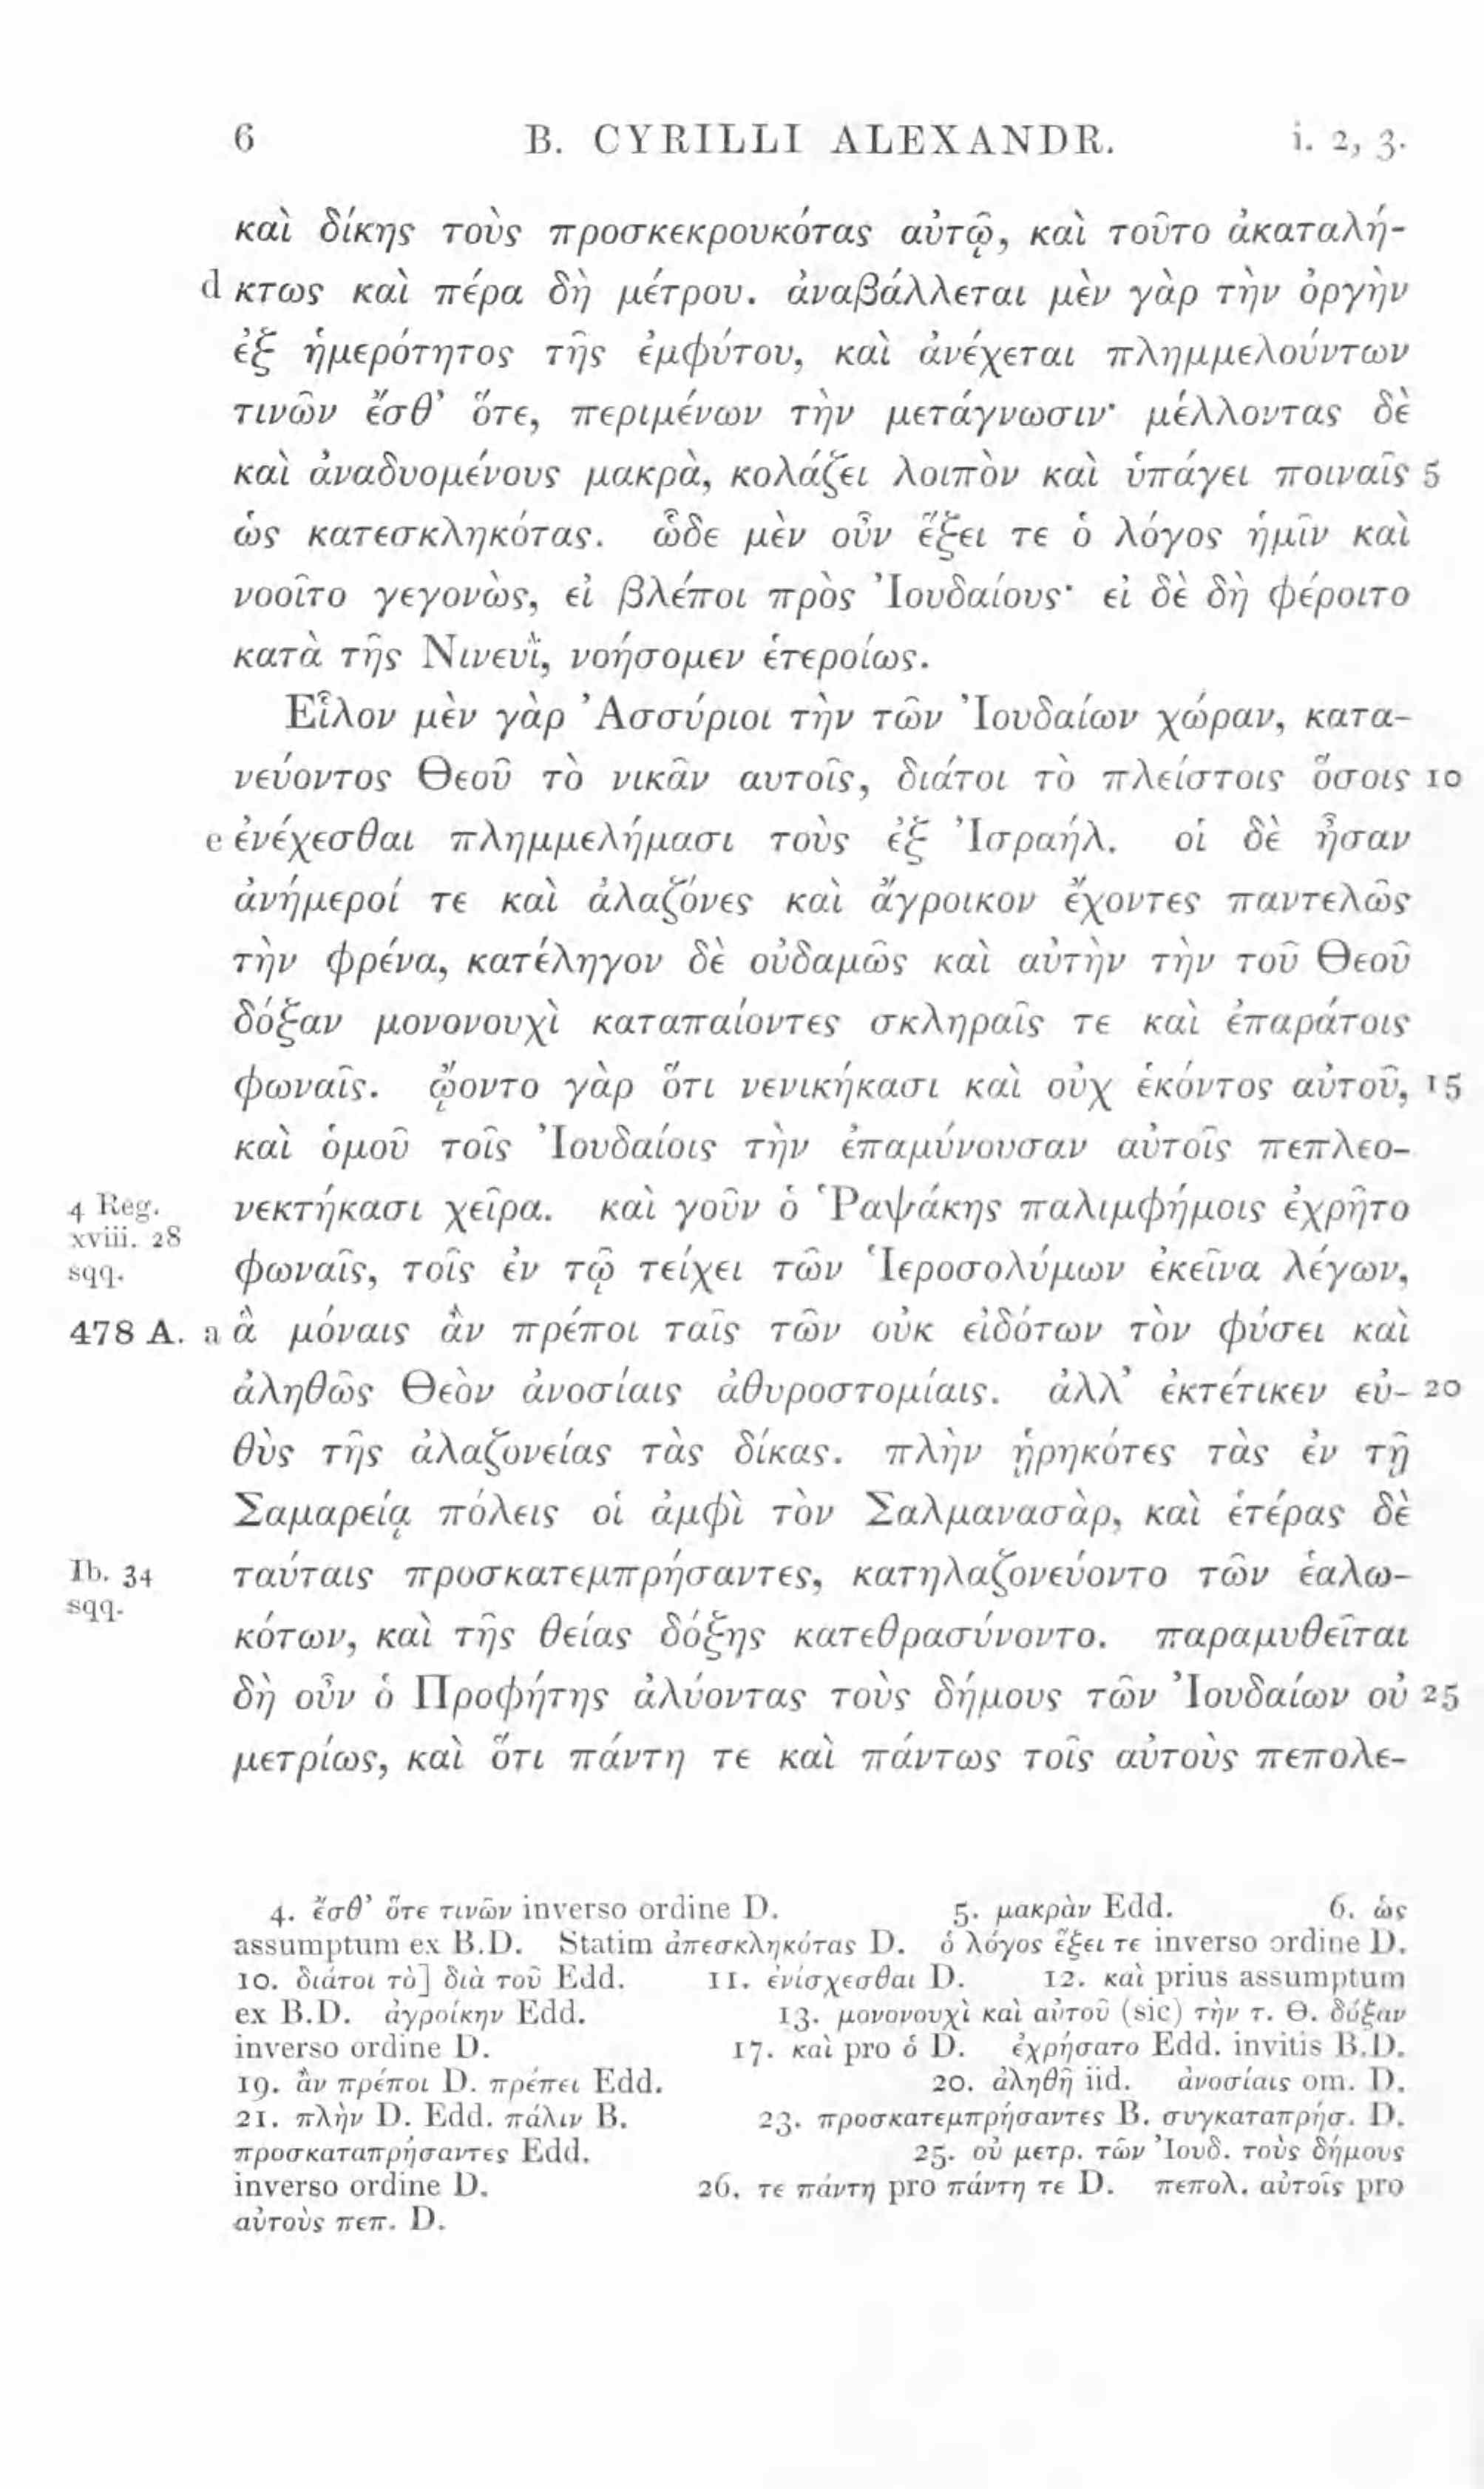 6 B. CYRILLI ALEXANDR. i. 2, 3.
καὶ δίκης τοὺς προσκεκρουκότας αὐτῷ, καὶ τοῦτο ἀκαταλή-
d κτως καὶ πέρα δὴ μέτρου. ἀναβάλλεται μὲν γὰρ τὴν ὀργὴν
ἐξ ἡμερότητος τῆς ἐμφύτου, καὶ ἀνέχεται πλημμελούντων
τινῶν ἔσθ' ὅτε, περιμένων τὴν μετάγνωσιν· μέλλοντας δὲ
καὶ ἀναδυομένους μακρὰ, κολάζει λοιπὸν καὶ ὑπάγει ποιναῖς 5
ὡς κατεσκληκότας. ὧδε μὲν οὖν ἕξει τε ὁ λόγος ἡμῖν καὶ
νοοῖτο γεγονὼς, εἰ βλέποι πρὸς Ἰουδαίους· εἰ δὲ δὴ φέροιτο
κατὰ τῆς Νινευῒ, νοήσομεν ἑτεροίως.
Εἷλον μὲν γὰρ Ἀσσύριοι τὴν τῶν Ἰουδαίων χώραν, κατα-
νεύοντος Θεοῦ τὸ νικᾶν αυτοῖς, διάτοι τὸ πλείστοις ὅσοις 10
e ἐνέχεσθαι πλημμελήμασι τοὺς ἐξ Ἰσραήλ. οἱ δὲ ἦσαν
ἀνήμεροί τε καὶ ἀλαζόνες καὶ ἄγροικον ἔχοντες παντελῶς
τὴν φρένα, κατέληγον δὲ οὐδαμῶς καὶ αὐτὴν τὴν τοῦ Θεοῦ
δόξαν μονονουχὶ καταπαίοντες σκληραῖς τε καὶ ἐπαράτοις
φωναῖς. ᾤοντο γὰρ ὅτι νενικήκασι καὶ οὐχ ἑκόντος αὐτοῦ, 15
καὶ ὁμοῦ τοῖς Ἰουδαίοις τὴν ἐπαμύνουσαν αὐτοῖς πεπλεο-
4 Reg. νεκτήκασι χεῖρα. καὶ γοῦν ὁ Ῥαψάκης παλιμφήμοις ἐχρῆτο
xviii. 28
sqq. φωναῖς, τοῖς ἐν τῷ τείχει τῶν Ἱεροσολύμων ἐκεῖνα λέγων,
478 A. a ἃ μόναις ἂν πρέποι ταῖς τῶν οὐκ εἰδότων τὸν φύσει καὶ
ἀληθῶς Θεὸν ἀνοσίαις ἀθυροστομίαις. ἀλλ' ἐκτέτικεν εὐ- 20
θὺς τῆς ἀλαζονείας τὰς δίκας. πλὴν ᾑρηκότες τὰς ἐν τῇ
Σαμαρείᾳ πόλεις οἱ ἀμφὶ τὸν Σαλμανασὰρ, καὶ ἑτέρας δὲ
Ib. 34 ταύταις προσκατεμπρήσαντες, κατηλαζονεύοντο τῶν ἑαλω-
sqq.
κότων, καὶ τῆς θείας δόξης κατεθρασύνοντο. παραμυθεῖται
δὴ οὖν ὁ Προφήτης ἀλύοντας τοὺς δήμους τῶν Ἰουδαίων οὐ 25
μετρίως, καὶ ὅτι πάντη τε καὶ πάντως τοῖς αὐτοὺς πεπολε-
4. ἔσθ' ὅτε τινῶν inverso ordine D. 5. μακρὰν Edd. 6. ὡς
assumptum ex B.D. Statim ἀπεσκληκότας D. ὁ λόγος ἕξει τε inverso ordine D.
10. διάτοι τὸ] διὰ τοῦ Edd. 11. ἐνίσχεσθαι D. 12. καὶ prius assumptum
ex B.D. ἀγροίκην Edd. 13. μονονουχὶ καὶ αὐτοῦ (sic) τὴν τ. Θ. δόξαν
inverso ordine D. 17. καὶ pro ὁ D. ἐχρήσατο Edd. invitis B.D.
19. ἂν πρέποι D. πρέπει Edd. 20. ἀληθῆ iid. ἀνοσίαις om. D.
21. πλὴν D. Edd. πάλιν B. 23. προσκατεμπρήσαντες B. συγκαταπρήσ. D.
προσκαταπρήσαντες Edd. 25. οὐ μετρ. τῶν Ἰουδ. τοὺς δήμους
inverso ordine D. 26. τε πάντη pro πάντη τε D. πεπολ. αὐτοῖς pro
αὐτοὺς πεπ. D.